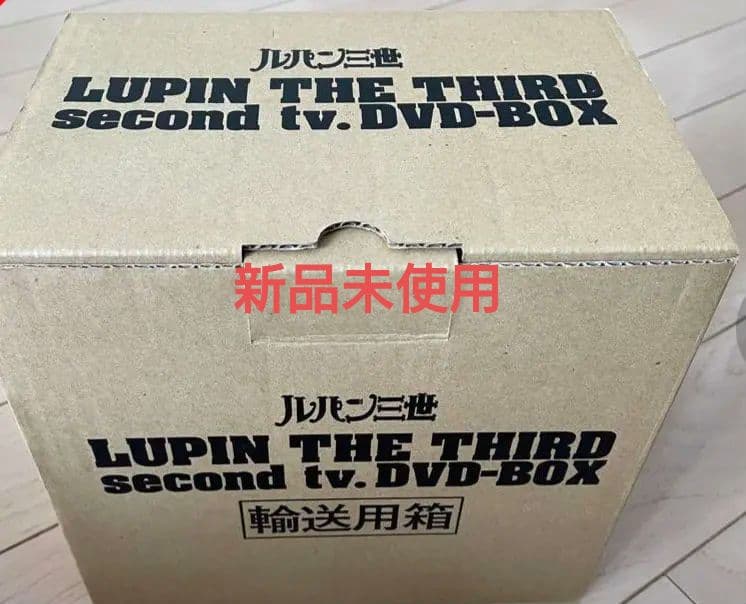 ルパン三世
LUPIN THE THIRD
second tv. DVD-BOX
新品未使用
ルパン三世
LUPIN THE THIRD
second tv. DVD-BOX
輸送用箱